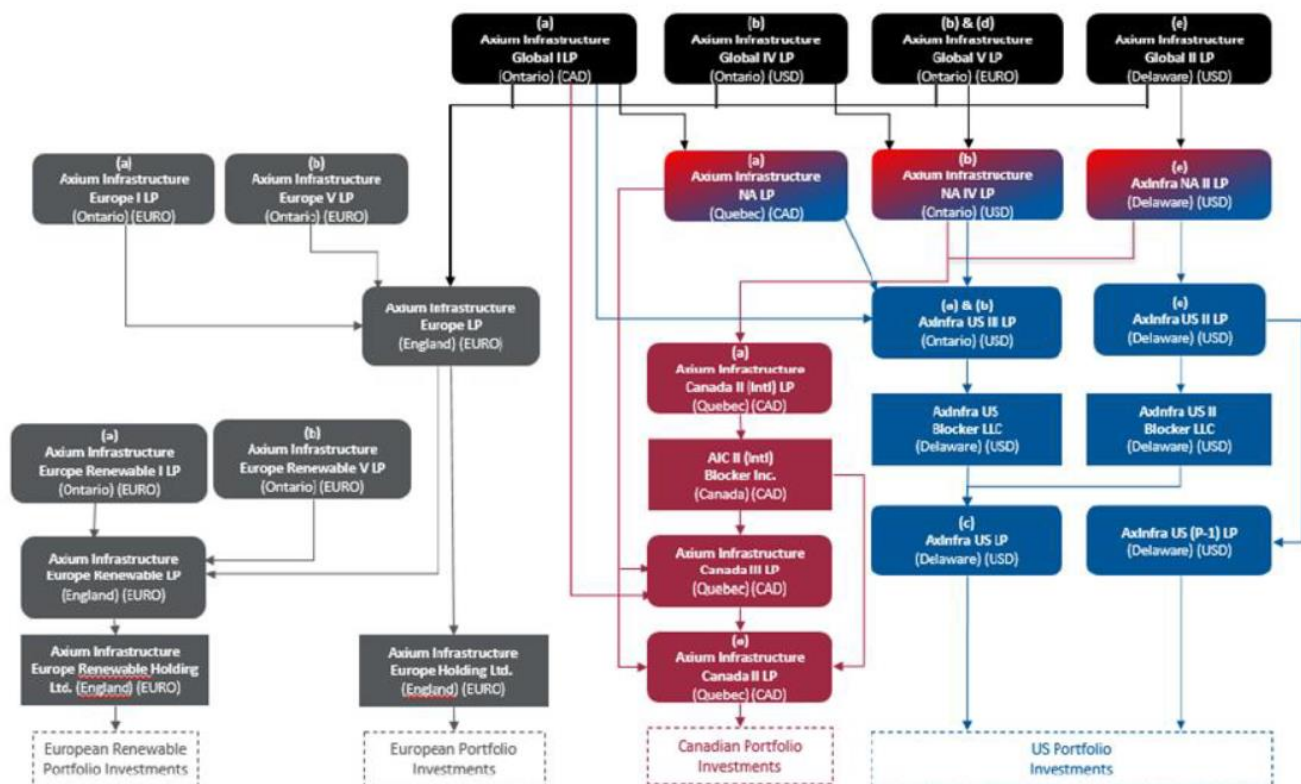 (a)
Axium Infrastructure
Global I LP
(Ontario) (CAD)
(b)
Axium Infrastructure
Global IV LP
(Ontario) (USD)
(b) & (d)
Axium Infrastructure
Global V LP
(Ontario) (EURO)
(e)
Axium Infrastructure
Global II LP
(Delaware) (USD)
(a)
Axium Infrastructure
Europe I LP
(Ontario) (EURO)
(b)
Axium Infrastructure
Europe V LP
(Ontario) (EURO)
(a)
Axium Infrastructure
NA LP
(Quebec) (CAD)
(b)
Axium Infrastructure
NA IV LP
(Ontario) (USD)
(e)
AxInfra NA II LP
(Delaware) (USD)
Axium Infrastructure
Europe LP
(England) (EURO)
(a) & (b)
AxInfra US III LP
(Ontario) (USD)
(e)
AxInfra US II LP
(Delaware) (USD)
(a)
Axium Infrastructure
Canada II (Intl) LP
(Quebec) (CAD)
AxInfra US
Blocker LLC
(Delaware) (USD)
AxInfra US II
Blocker LLC
(Delaware) (USD)
(a)
Axium Infrastructure
Europe Renewable I LP
(Ontario) (EURO)
(b)
Axium Infrastructure
Europe Renewable V LP
(Ontario) (EURO)
AIC II (Intl)
Blocker Inc.
(Canada) (CAD)
Axium Infrastructure
Europe Renewable LP
(England) (EURO)
Axium Infrastructure
Canada III LP
(Quebec) (CAD)
(c)
AxInfra US LP
(Delaware) (USD)
AxInfra US (P-1) LP
(Delaware) (USD)
Axium Infrastructure
Europe Renewable Holding
Ltd. (England) (EURO)
Axium Infrastructure
Europe Holding Ltd.
(England) (EURO)
(a)
Axium Infrastructure
Canada II LP
(Quebec) (CAD)
European Renewable
Portfolio Investments
European Portfolio
Investments
Canadian Portfolio
Investments
US Portfolio
Investments